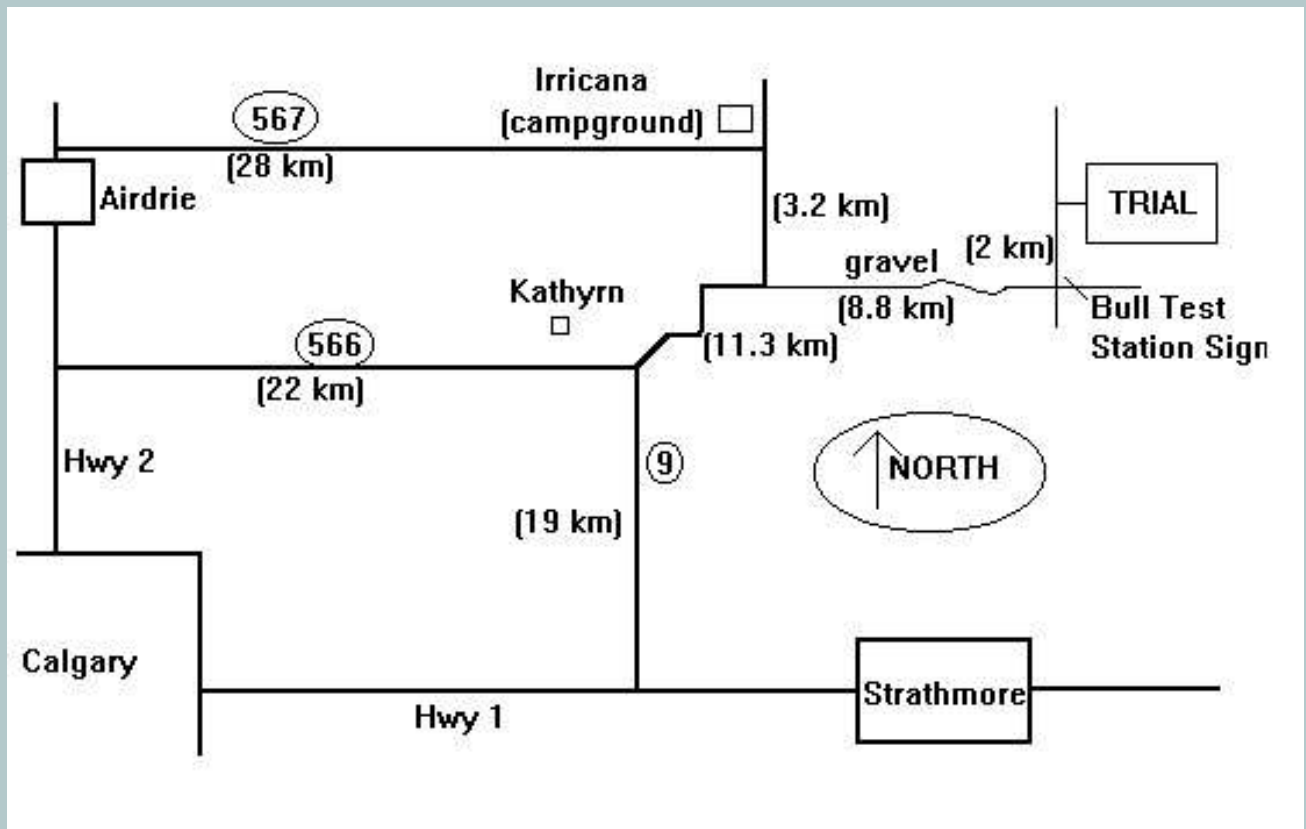 Irricana
(campground)
567
(28 km)
Airdrie
(3.2 km)
TRIAL
(2 km)
gravel
(8.8 km)
Bull Test
Station Sign
Kathyrn
(11.3 km)
566
(22 km)
Hwy 2
9
NORTH
(19 km)
Calgary
Hwy 1
Strathmore